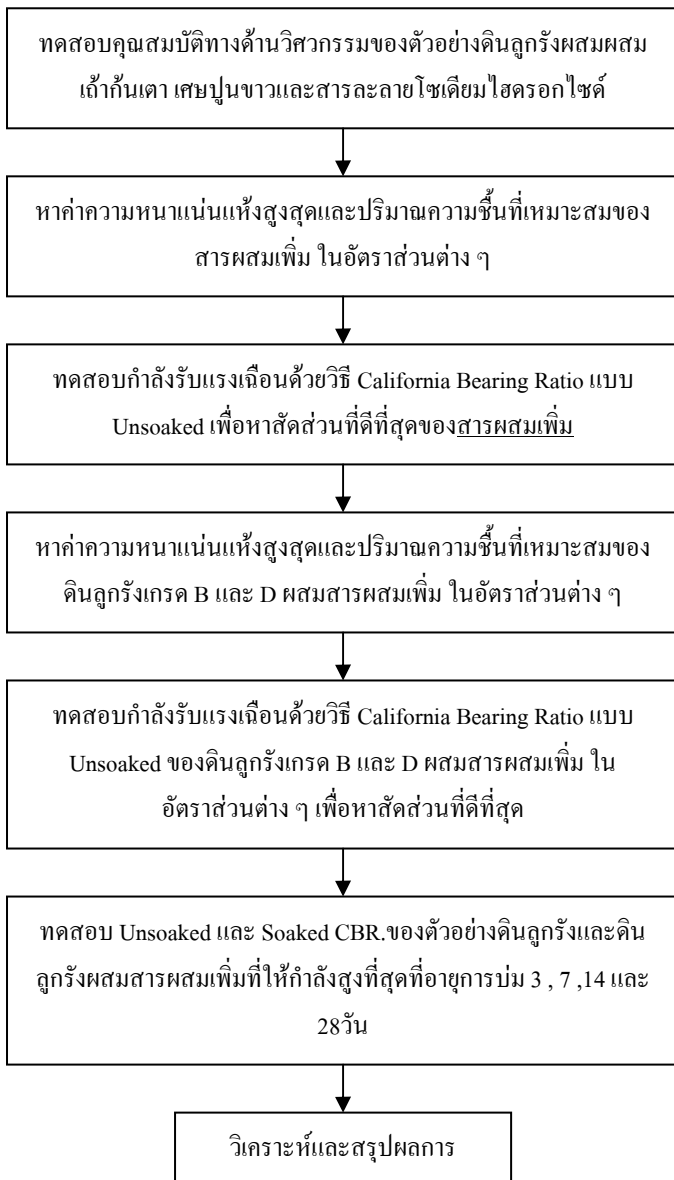 ทดสอบคุณสมบัติทางด้านวิศวกรรมของตัวอย่างดินลูกรังผสมผสม
เถ้าก้นเตา เศษปูนขาวและสารละลายโซเดียมไฮดรอกไซด์
หาค่าความหนาแน่นแห้งสูงสุดและปริมาณความชื้นที่เหมาะสมของ
สารผสมเพิ่ม ในอัตราส่วนต่าง ๆ
ทดสอบกำลังรับแรงเฉือนด้วยวิธี California Bearing Ratio แบบ
Unsoaked เพื่อหาสัดส่วนที่ดีที่สุดของสารผสมเพิ่ม
หาค่าความหนาแน่นแห้งสูงสุดและปริมาณความชื้นที่เหมาะสมของ
ดินลูกรังเกรด B และ D ผสมสารผสมเพิ่ม ในอัตราส่วนต่าง ๆ
ทดสอบกำลังรับแรงเฉือนด้วยวิธี California Bearing Ratio แบบ
Unsoaked ของดินลูกรังเกรด B และ D ผสมสารผสมเพิ่ม ใน
อัตราส่วนต่าง ๆ เพื่อหาสัดส่วนที่ดีที่สุด
ทดสอบ Unsoaked และ Soaked CBR.ของตัวอย่างดินลูกรังและดิน
ลูกรังผสมสารผสมเพิ่มที่ให้กำลังสูงที่สุดที่อายุการบ่ม 3 , 7 ,14 และ
28วัน
วิเคราะห์และสรุปผลการ